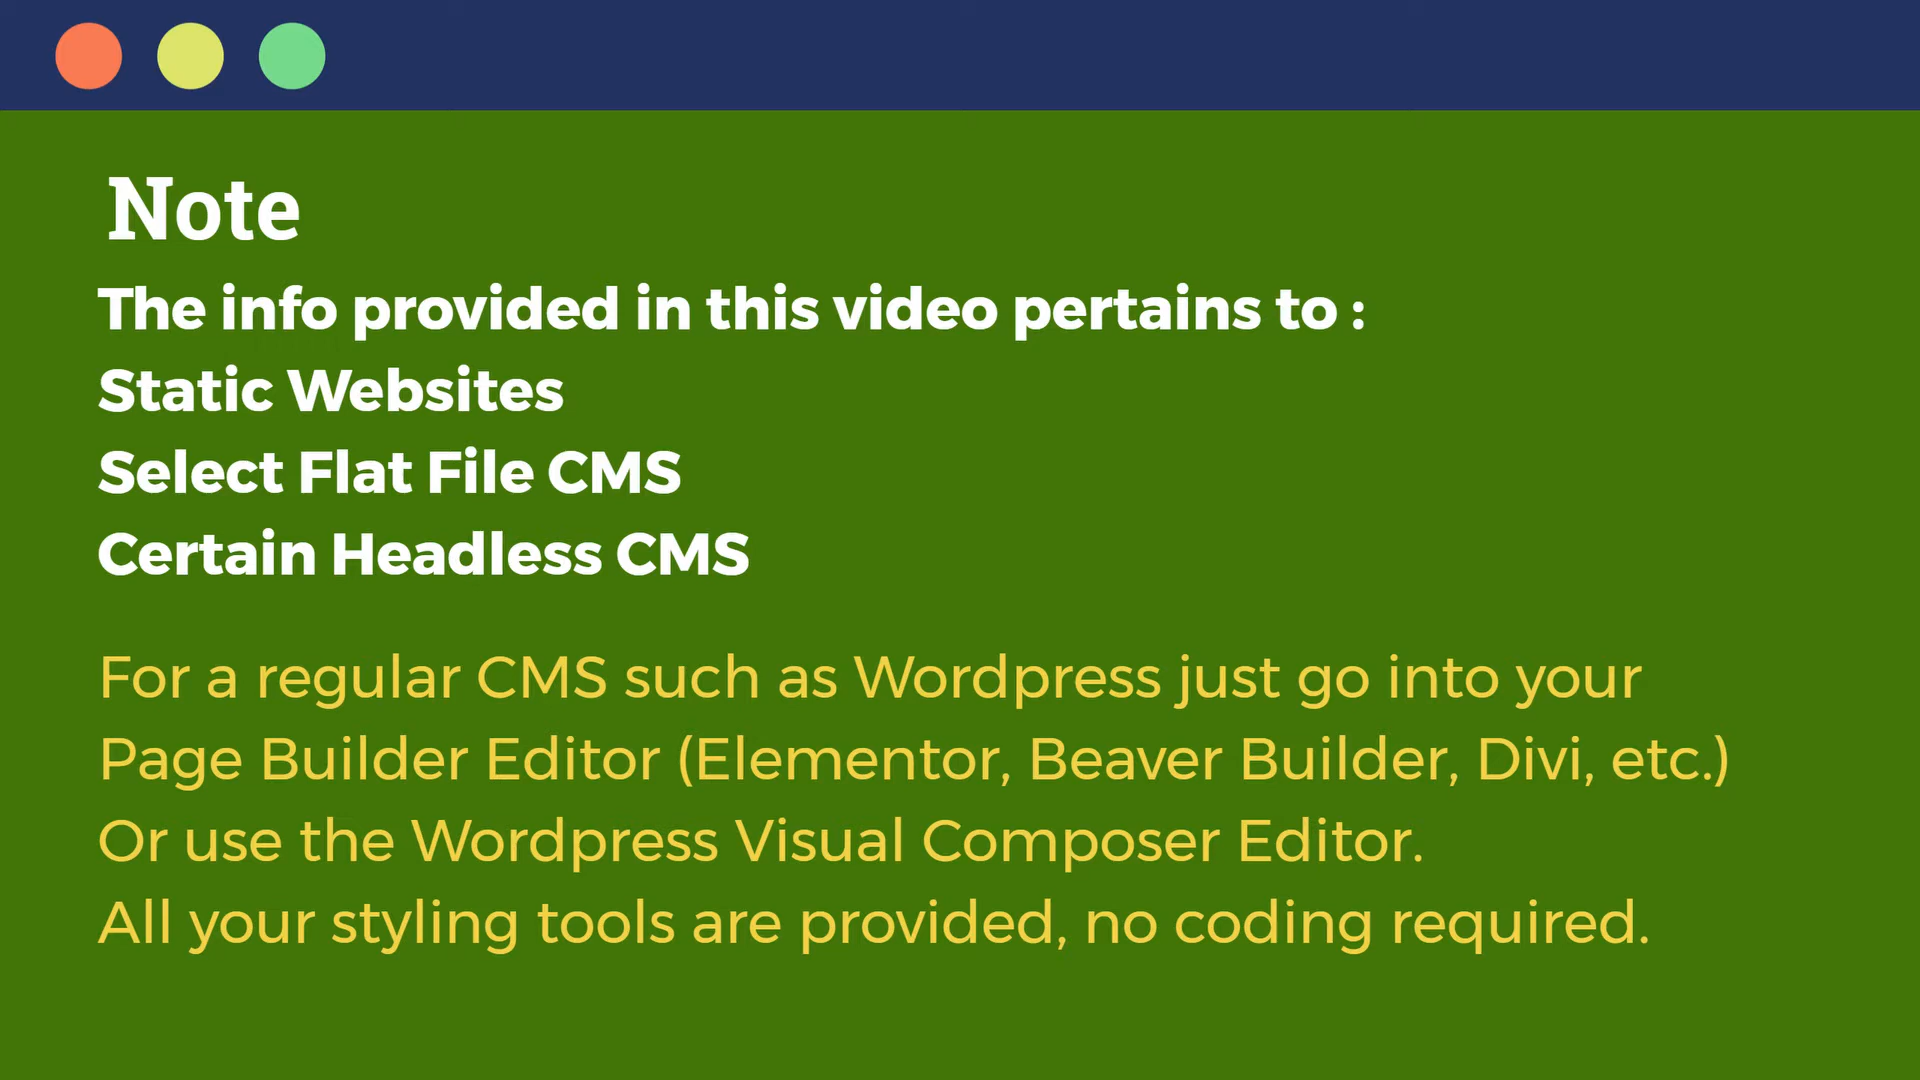 Note
The info provided in this video pertains to :
Static Websites
Select Flat File CMS
Certain Headless CMS
For a regular CMS such as Wordpress just go into your
Page Builder Editor (Elementor, Beaver Builder, Divi, etc.)
Or use the Wordpress Visual Composer Editor.
All your styling tools are provided, no coding required.